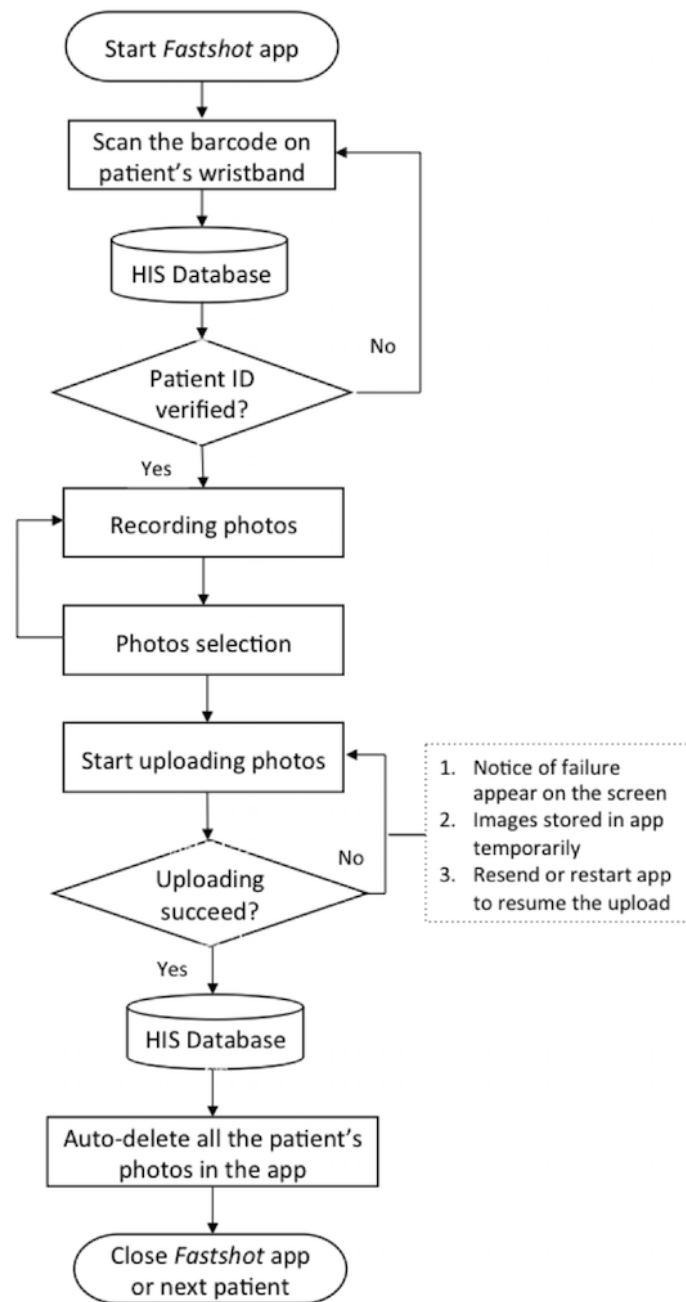 Start Fastshot app
Scan the barcode on
patient's wristband
HIS Database
No
Patient ID
verified?
Yes
Recording photos
Photos selection
Start uploading photos
1. Notice of failure
appear on the screen
2. Images stored in app
temporarily
3. Resend or restart app
to resume the upload
No
Uploading
succeed?
Yes
HIS Database
Auto-delete all the patient's
photos in the app
Close Fastshot app
or next patient